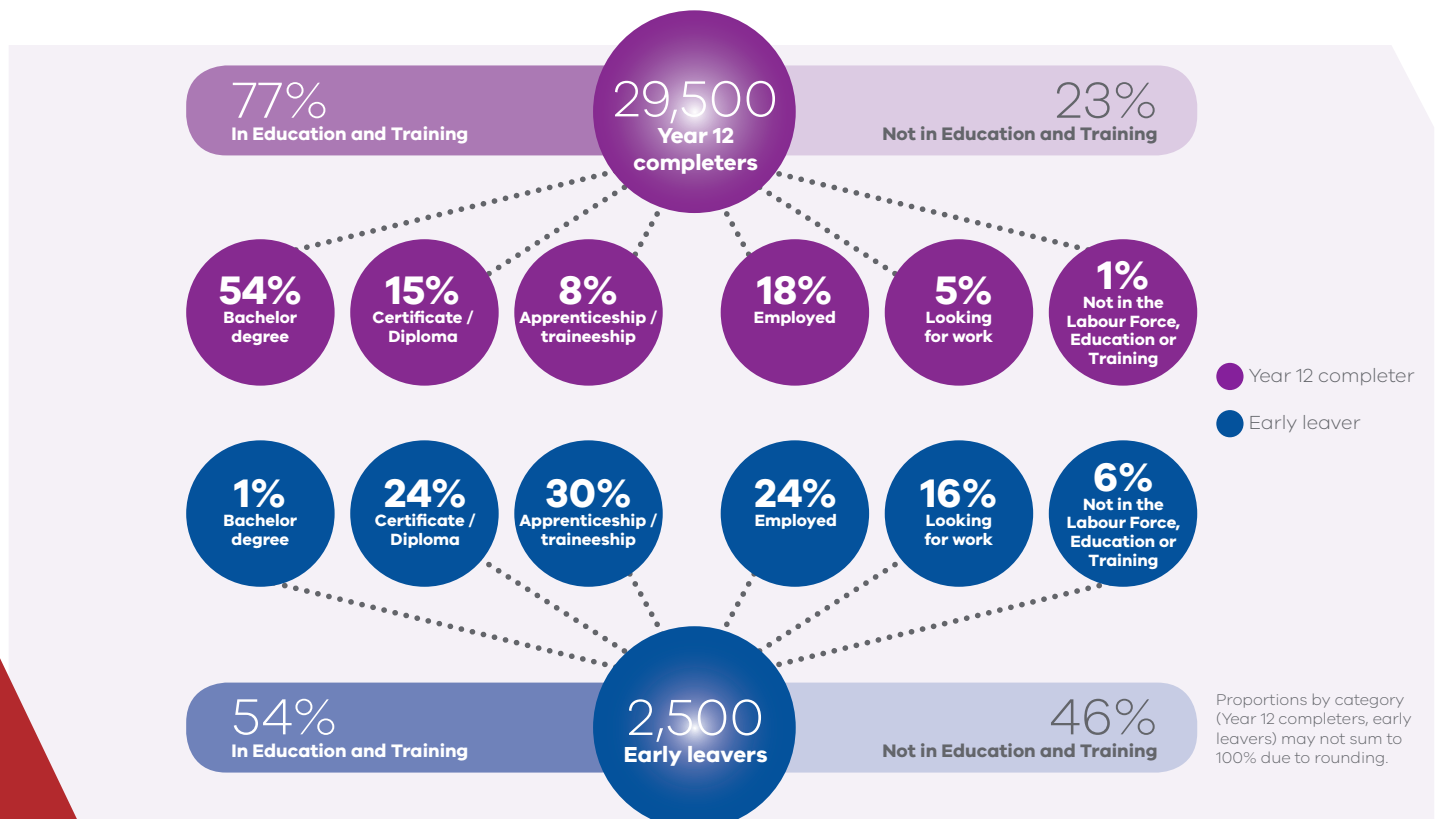 77%
In Education and Training
29,500
Year 12
completers
23%
Not in Education and Training
54%
Bachelor
degree
15%
Certificate /
Diploma
8%
Apprenticeship /
traineeship
18%
Employed
5%
Looking
for work
1%
Not in the
Labour Force,
Education or
Training
Year 12 completer
Early leaver
1%
Bachelor
degree
24%
Certificate /
Diploma
30%
Apprenticeship /
traineeship
24%
Employed
16%
Looking
for work
6%
Not in the
Labour Force,
Education or
Training
54%
In Education and Training
2,500
Early leavers
46%
Not in Education and Training
Proportions by category
(Year 12 completers, early
leavers) may not sum to
100% due to rounding.